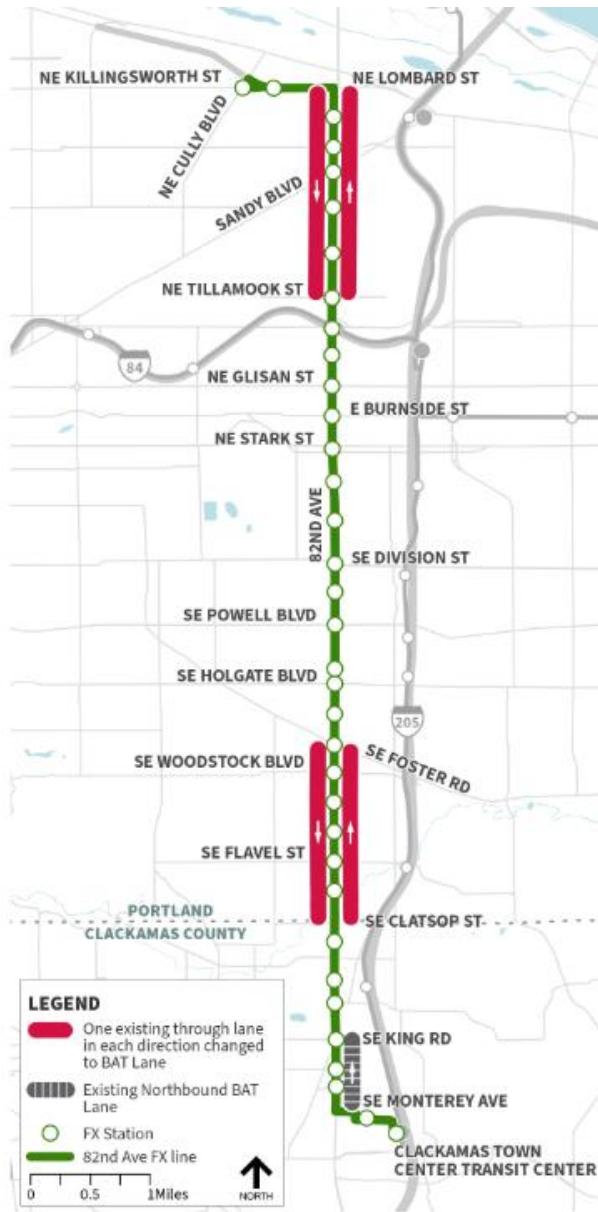 NE KILLINGSWORTH ST
NE LOMBARD ST
NE CULLY BLVD
SANDY BLVD
NE TILLAMOOK ST
84
NE GLISAN ST
E BURNSIDE ST
NE STARK ST
82ND AVE
SE DIVISION ST
SE POWELL BLVD
SE HOLGATE BLVD
205
SE FOSTER RD
SE WOODSTOCK BLVD
SE FLAVEL ST
PORTLAND
CLACKAMAS COUNTY
SE CLATSOP ST
SE KING RD
SE MONTEREY AVE
CLACKAMAS TOWN
CENTER TRANSIT CENTER
LEGEND
One existing through lane
in each direction changed
to BAT Lane
Existing Northbound BAT
Lane
FX Station
82nd Ave FX line
0 0.5 1Miles
NORTH